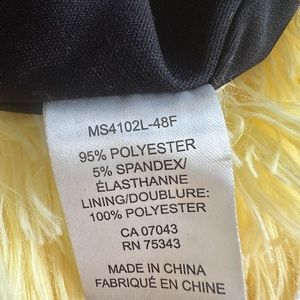 MS4102L-48F
95% POLYESTER
5% SPANDEX/
ÉLASTHANNE
LINING/DOUBLURE:
100% POLYESTER
CA 07043
RN 75343
MADE IN CHINA
FABRIQUÉ EN CHINE